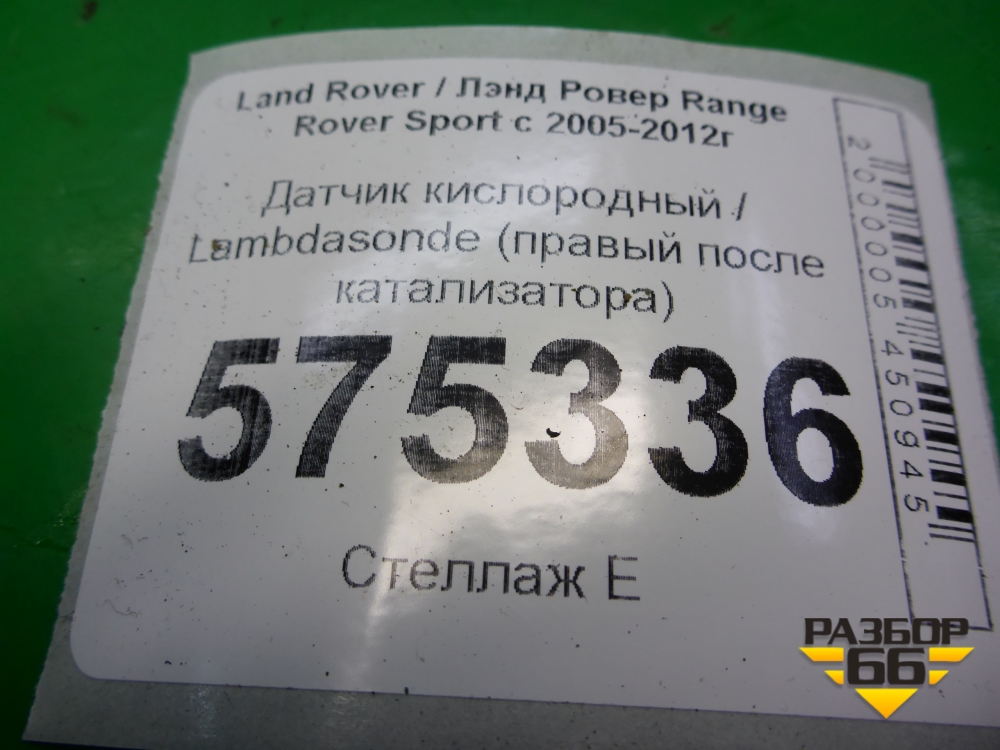 Land Rover / Лэнд Ровер Range
Rover Sport с 2005-2012г
Датчик кислородный /
Lambdasonde (правый после
катализатора)
575336
Стеллаж Е
2000005450945
РАЗБОР
66